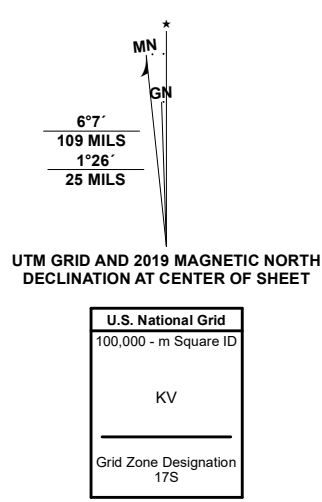 MN
GN
6°7´
109 MILS
1°26´
25 MILS
UTM GRID AND 2019 MAGNETIC NORTH
DECLINATION AT CENTER OF SHEET
U.S. National Grid
100,000 - m Square ID
KV
Grid Zone Designation
17S